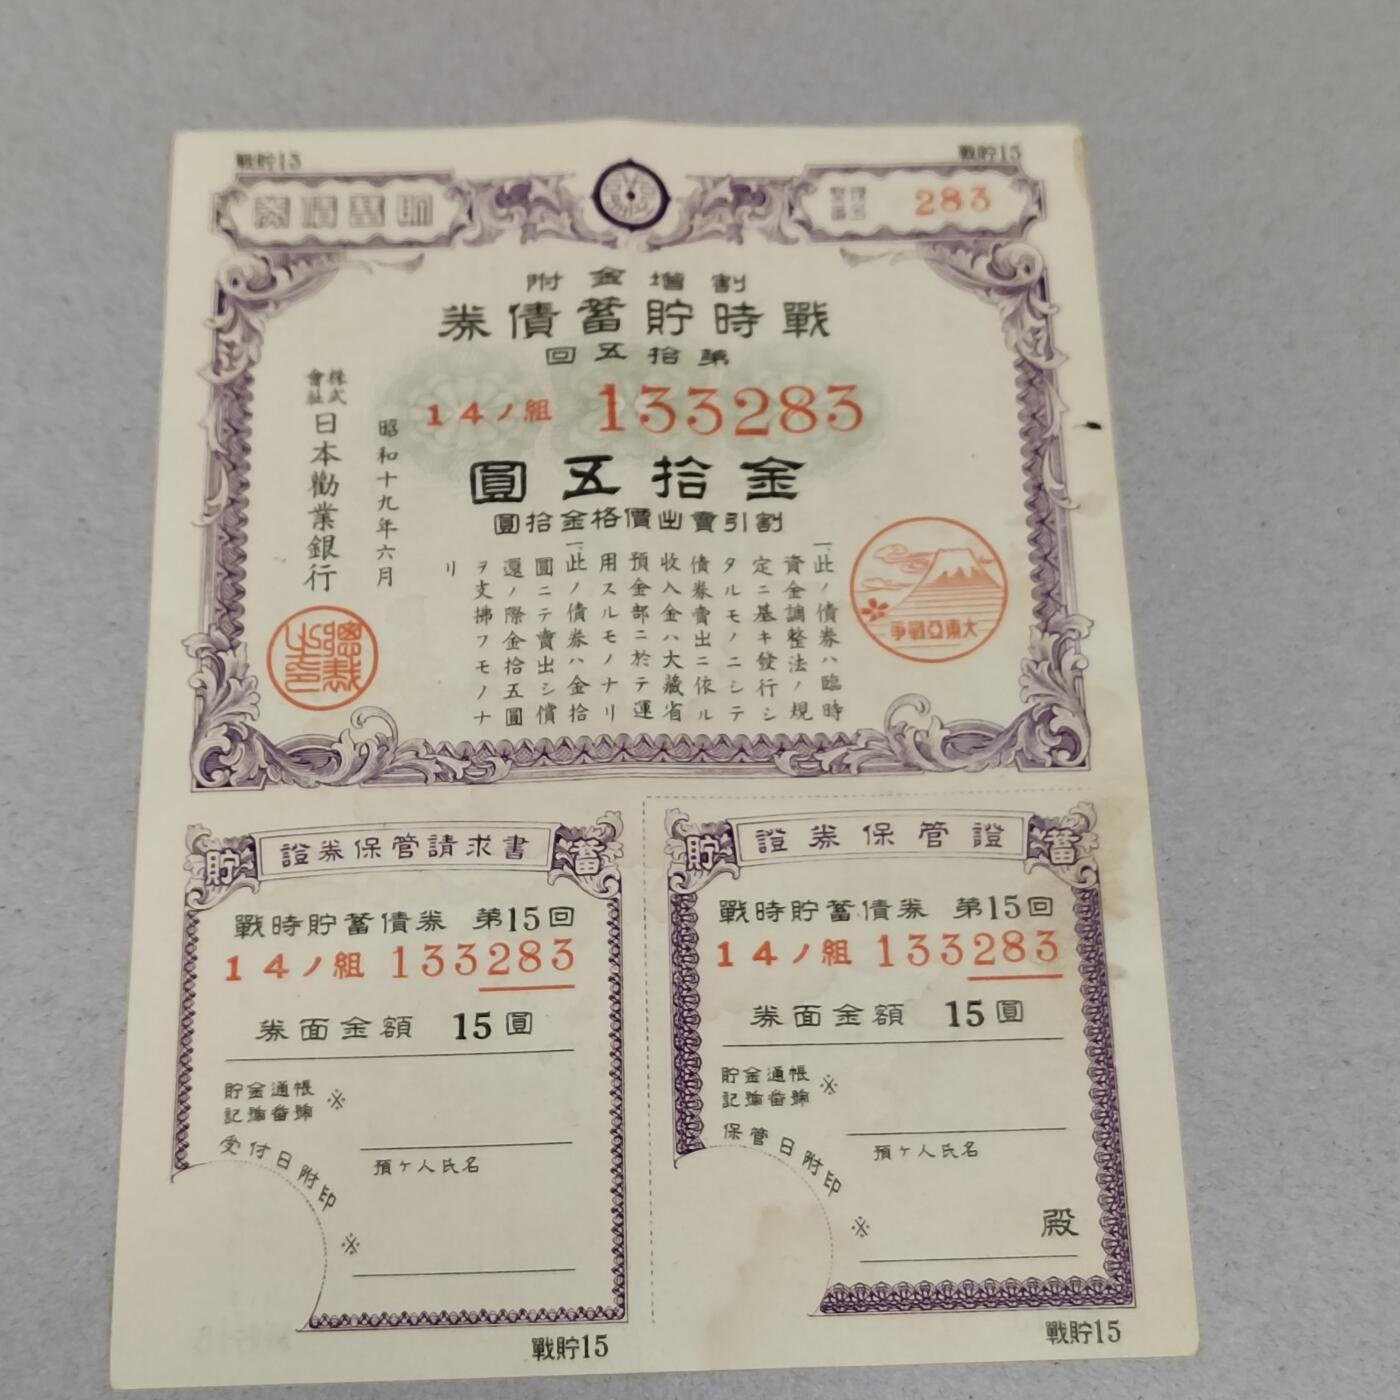 戰貯15
戰貯15
貯蓄債券
283
割增金附
戰時貯蓄債券
第拾五回
14ノ組 133283
金拾五圓
割引賣出價格金拾圓
大東亞戰爭
一、此ノ債券ハ臨時
資金調整法ノ規
定ニ基キ發行シ
タルモノニシテ
債券賣出ニ依ル
收入金ハ大藏省
預金部ニ於テ運
用スルモノナリ
一、此ノ債券ハ金拾
圓ニテ賣出シ償
還ノ際金拾五圓
ヲ支拂フモノナ
リ
昭和十九年六月
株式會社日本勸業銀行
總裁之印
貯 證券保管請求書 蓄
戰時貯蓄債券 第15回
14ノ組 133283
券面金額 15圓
貯金通帳
記號番號 ※
受付日附印 ※
預ケ人氏名
戰貯15
貯 證券保管證 蓄
戰時貯蓄債券 第15回
14ノ組 133283
券面金額 15圓
貯金通帳
記號番號 ※
保管日附印 ※
預ケ人氏名
殿
戰貯15